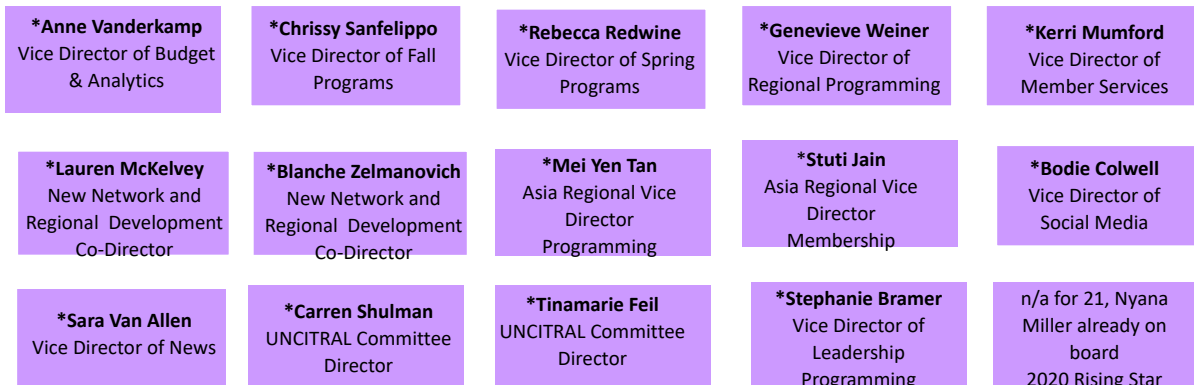 *Anne Vanderkamp
Vice Director of Budget
& Analytics
*Chrissy Sanfelippo
Vice Director of Fall
Programs
*Rebecca Redwine
Vice Director of Spring
Programs
*Genevieve Weiner
Vice Director of
Regional Programming
*Kerri Mumford
Vice Director of
Member Services
*Lauren McKelvey
New Network and
Regional Development
Co-Director
*Blanche Zelmanovich
New Network and
Regional Development
Co-Director
*Mei Yen Tan
Asia Regional Vice
Director
Programming
*Stuti Jain
Asia Regional Vice
Director
Membership
*Bodie Colwell
Vice Director of
Social Media
*Sara Van Allen
Vice Director of News
*Carren Shulman
UNCITRAL Committee
Director
*Tinamarie Feil
UNCITRAL Committee
Director
*Stephanie Bramer
Vice Director of
Leadership
Programming
n/a for 21, Nyana
Miller already on
board
2020 Rising Star